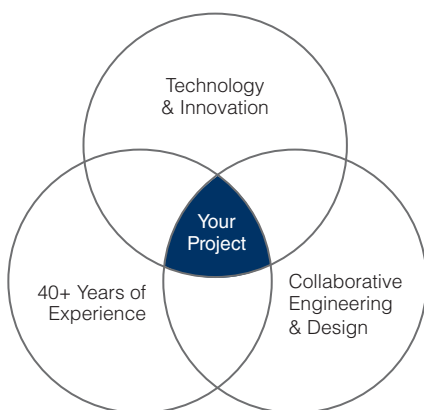 Technology
& Innovation
Your
Project
40+ Years of
Experience
Collaborative
Engineering
& Design